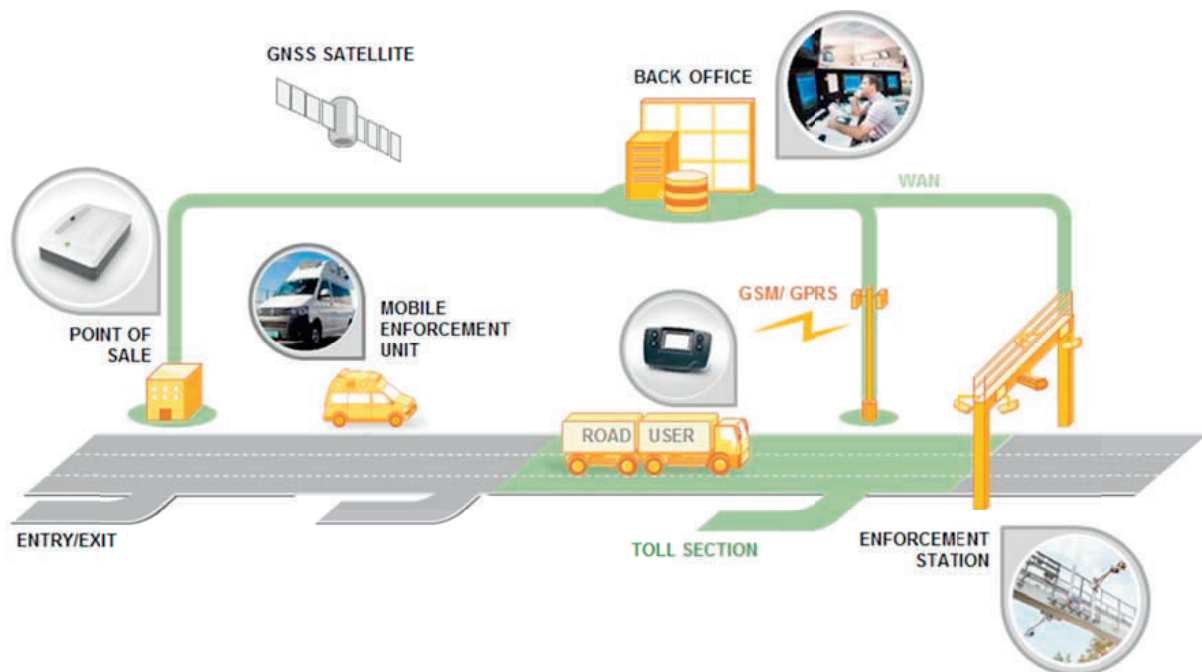 GNSS SATELLITE
BACK OFFICE
WAN
GSM/ GPRS
POINT OF
SALE
MOBILE
ENFORCEMENT
UNIT
ROAD USER
ENTRY/EXIT
TOLL SECTION
ENFORCEMENT
STATION